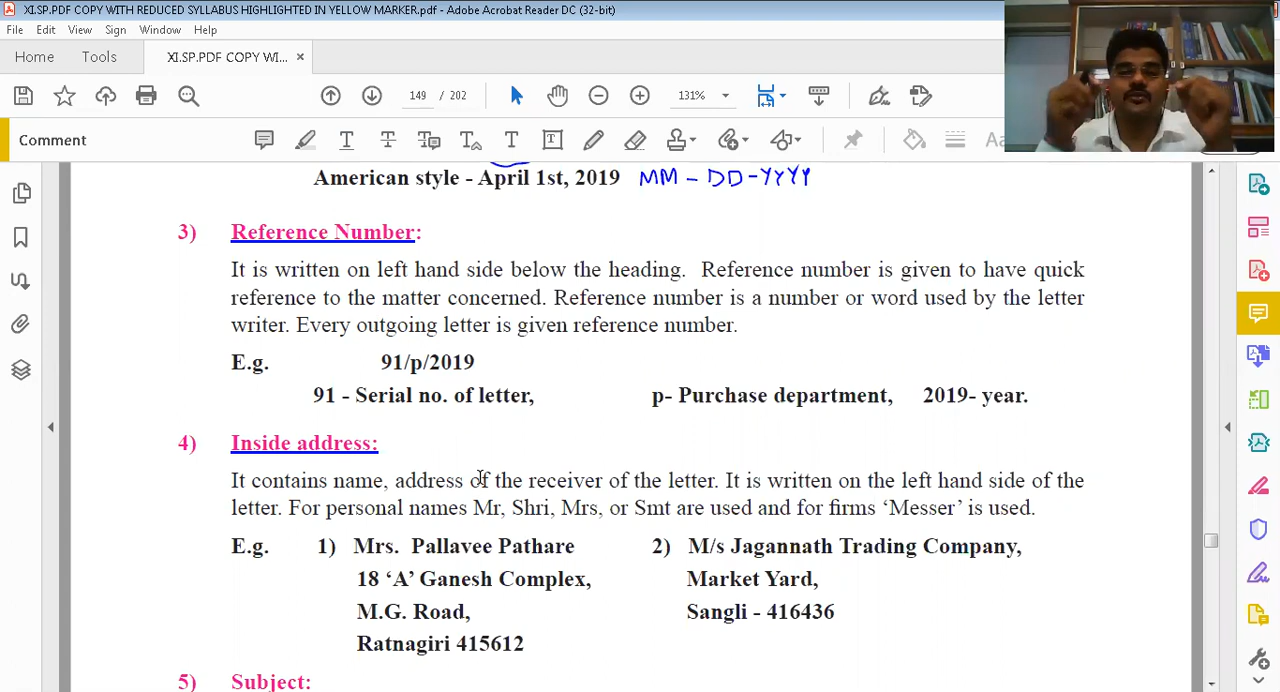 XI.SP.PDF COPY WITH REDUCED SYLLABUS HIGHLIGHTED IN YELLOW MARKER.pdf - Adobe Acrobat Reader DC (32-bit)
File Edit View Sign Window Help
Home Tools XI.SP.PDF COPY WI... ×
149 / 202 131%
Comment
American style - April 1st, 2019 MM - DD-YYYY
3) Reference Number:
It is written on left hand side below the heading. Reference number is given to have quick
reference to the matter concerned. Reference number is a number or word used by the letter
writer. Every outgoing letter is given reference number.
E.g. 91/p/2019
91 - Serial no. of letter, p- Purchase department, 2019- year.
4) Inside address:
It contains name, address of the receiver of the letter. It is written on the left hand side of the
letter. For personal names Mr, Shri, Mrs, or Smt are used and for firms ‘Messer’ is used.
E.g. 1) Mrs. Pallavee Pathare 2) M/s Jagannath Trading Company,
18 ‘A’ Ganesh Complex, Market Yard,
M.G. Road, Sangli - 416436
Ratnagiri 415612
5) Subject: